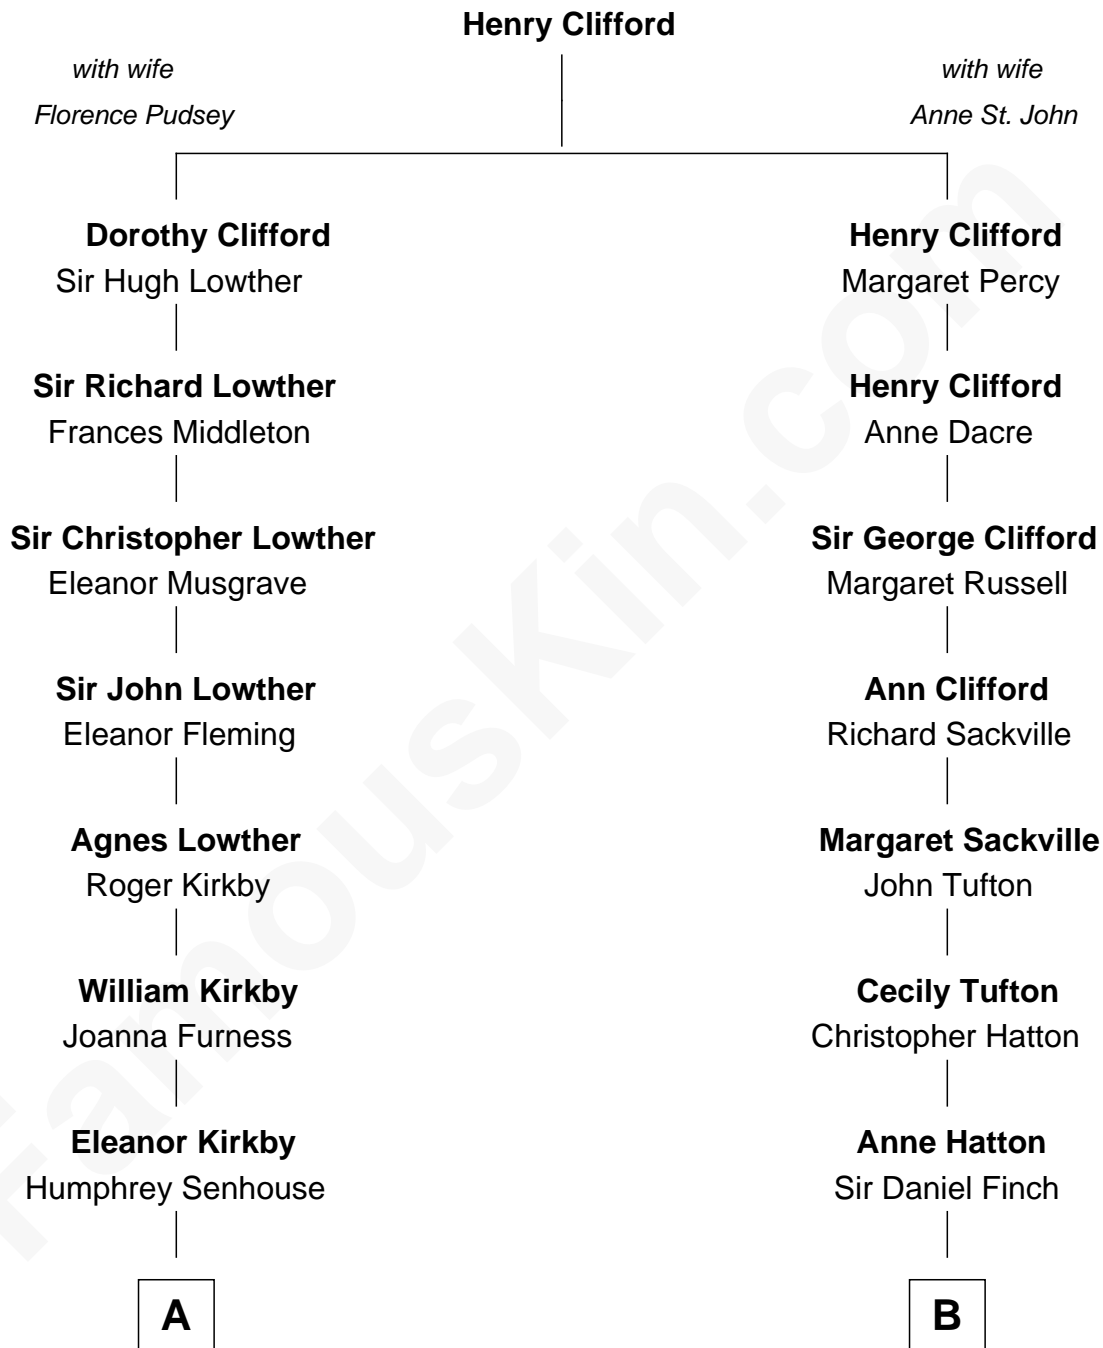 Henry Clifford
with wife
Florence Pudsey
with wife
Anne St. John
Dorothy Clifford
Sir Hugh Lowther
Henry Clifford
Margaret Percy
Sir Richard Lowther
Frances Middleton
Henry Clifford
Anne Dacre
Sir Christopher Lowther
Eleanor Musgrave
Sir George Clifford
Margaret Russell
Sir John Lowther
Eleanor Fleming
Ann Clifford
Richard Sackville
Agnes Lowther
Roger Kirkby
Margaret Sackville
John Tufton
William Kirkby
Joanna Furness
Cecily Tufton
Christopher Hatton
Eleanor Kirkby
Humphrey Senhouse
Anne Hatton
Sir Daniel Finch
A
B
FamousKin.com